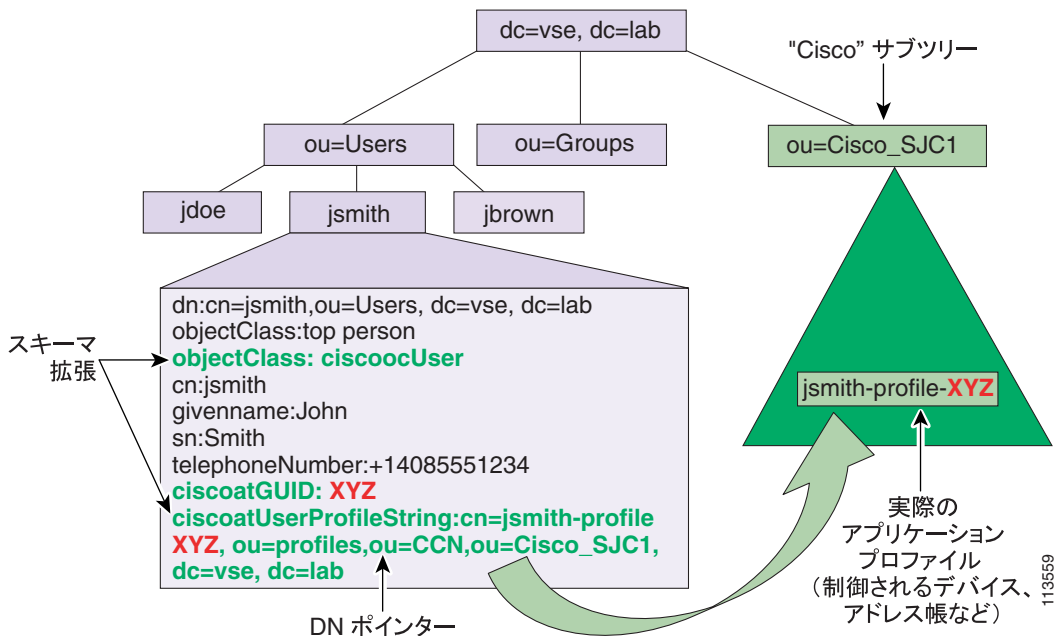 dc=vse, dc=lab
"Cisco" サブツリー
ou=Users
ou=Groups
ou=Cisco_SJC1
jdoe
jsmith
jbrown
dn:cn=jsmith,ou=Users, dc=vse, dc=lab
objectClass:top person
objectClass: ciscoocUser
cn:jsmith
givenname:John
sn:Smith
telephoneNumber:+14085551234
ciscoatGUID: XYZ
ciscoatUserProfileString:cn=jsmith-profile
XYZ, ou=profiles,ou=CCN,ou=Cisco_SJC1,
dc=vse, dc=lab
スキーマ
拡張
DN ポインター
jsmith-profile-XYZ
実際の
アプリケーション
プロファイル
（制御されるデバイス、
アドレス帳など）
113559